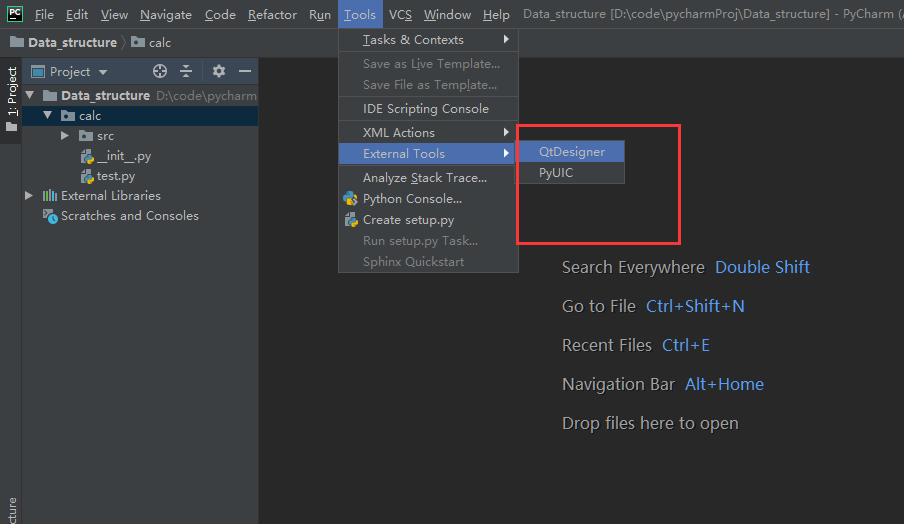 PC File Edit View Navigate Code Refactor Run Tools VCS Window Help Data_structure [D:\code\pycharmProj\Data_structure] - PyCharm (
Data_structure calc
1: Project
Project
Data_structure D:\code\pycharm
calc
src
__init__.py
test.py
External Libraries
Scratches and Consoles
Tasks & Contexts
Save as Live Template...
Save File as Template...
IDE Scripting Console
XML Actions
External Tools
Analyze Stack Trace...
Python Console...
Create setup.py
Run setup.py Task...
Sphinx Quickstart
QtDesigner
PyUIC
Search Everywhere Double Shift
Go to File Ctrl+Shift+N
Recent Files Ctrl+E
Navigation Bar Alt+Home
Drop files here to open
cture